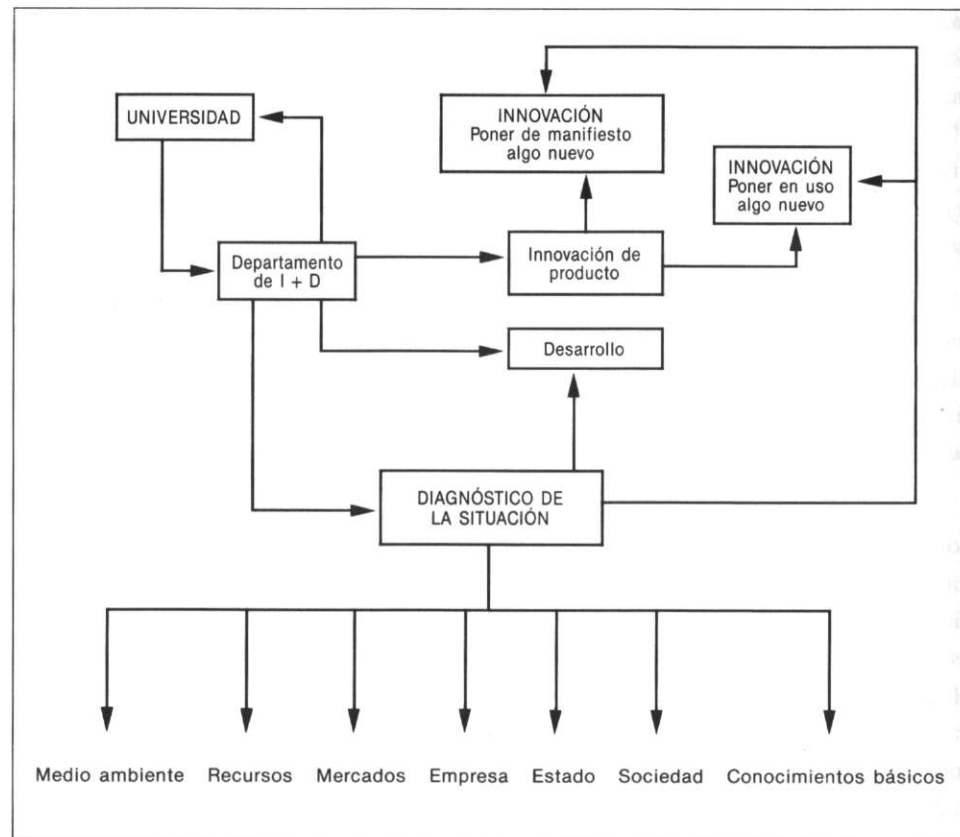 UNIVERSIDAD
INNOVACIÓN
Poner de manifiesto
algo nuevo
INNOVACIÓN
Poner en uso
algo nuevo
Departamento
de I + D
Innovación de
producto
Desarrollo
DIAGNÓSTICO DE
LA SITUACIÓN
Medio ambiente Recursos Mercados Empresa Estado Sociedad Conocimientos básicos